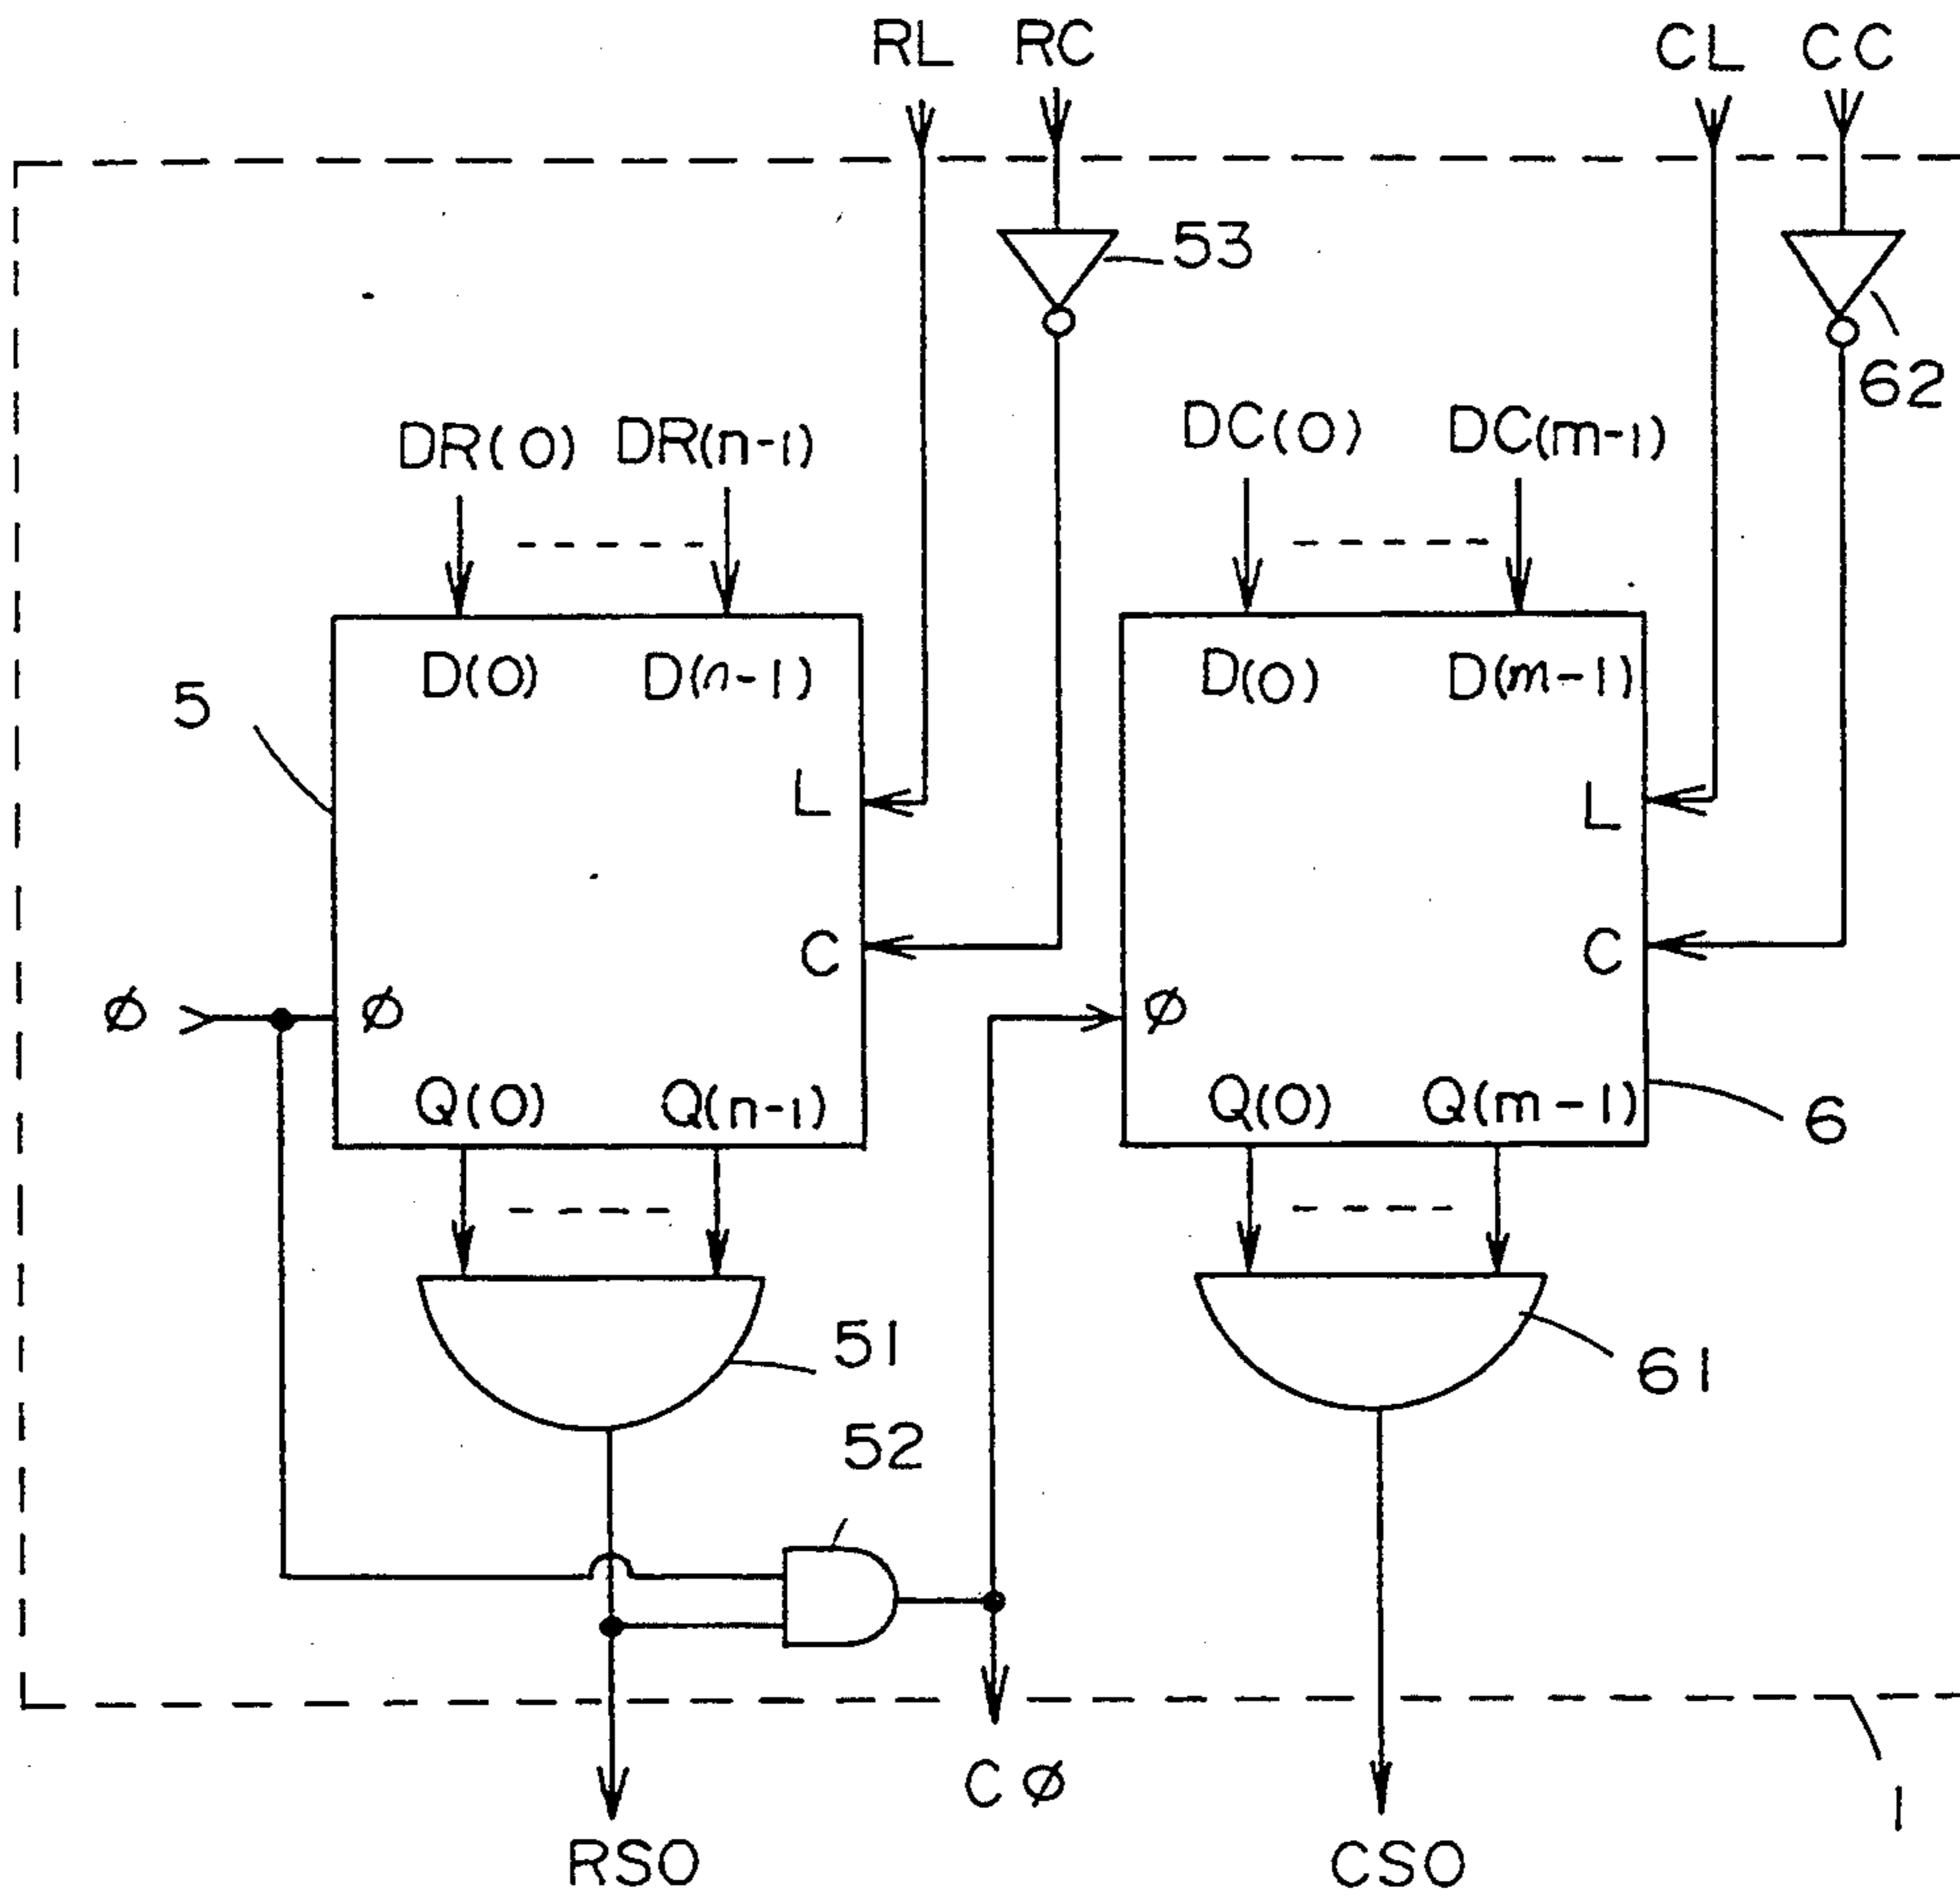 RL RC CL CC
53
62
DR(0) DR(n-1) DC(0) DC(m-1)
D(0) D(n-1) D(0) D(m-1)
5
L L
C C
Ø Ø Ø
Q(0) Q(n-1) Q(0) Q(m-1)
6
51
61
52
CØ
1
RSO CSO